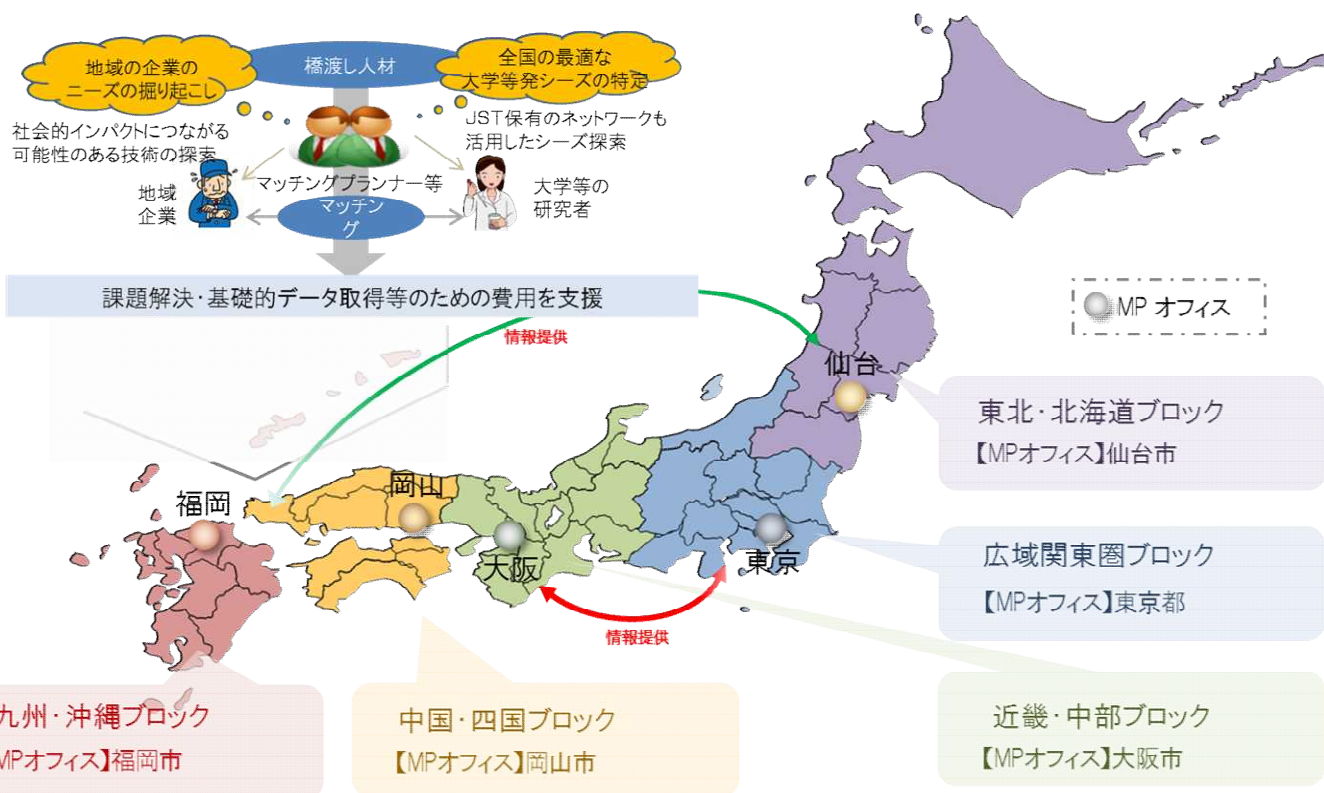 地域の企業の
ニーズの掘り起こし
橋渡し人材
全国の最適な
大学等発シーズの特定
社会的インパクトにつながる
可能性のある技術の探索
JST保有のネットワークも
活用したシーズ探索
地域
企業
マッチングプランナー等
マッチン
グ
大学等の
研究者
課題解決・基礎的データ取得等のための費用を支援
情報提供
MP オフィス
仙台
東北・北海道ブロック
【MPオフィス】仙台市
福岡
岡山
大阪
東京
広域関東圏ブロック
【MPオフィス】東京都
情報提供
九州・沖縄ブロック
MPオフィス】福岡市
中国・四国ブロック
【MPオフィス】岡山市
近畿・中部ブロック
【MPオフィス】大阪市